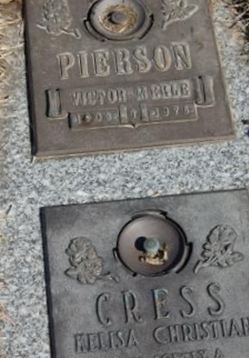 PIERSON
VICTOR MERLE
CRESS
KELISA CHRISTIAN